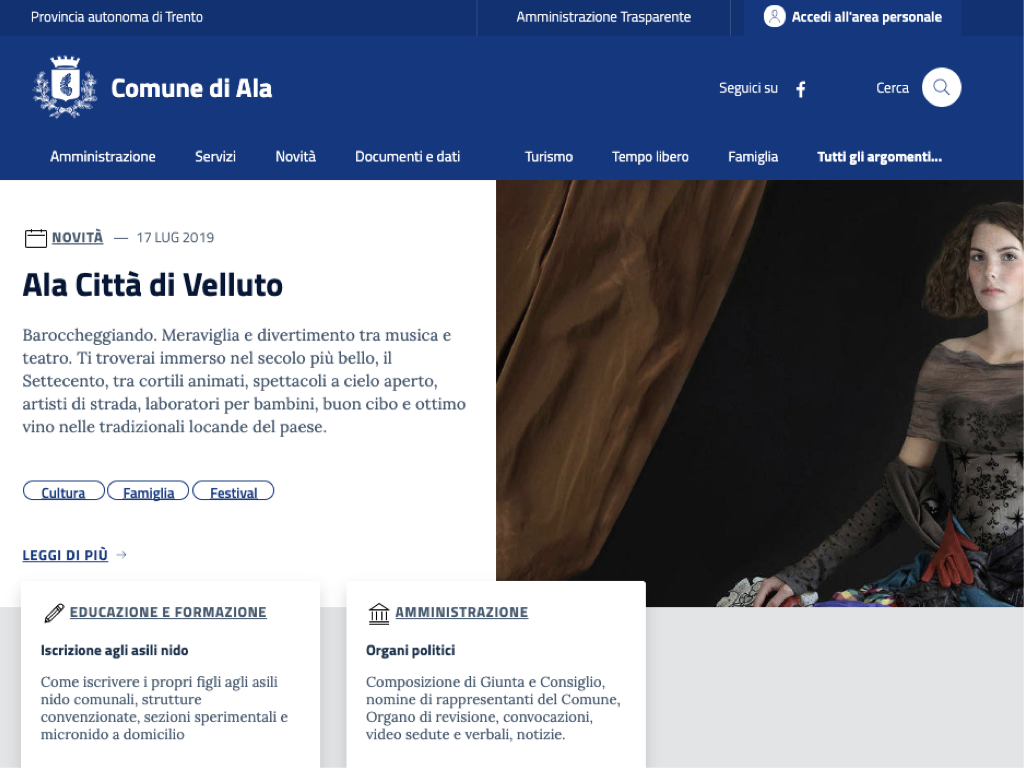 Provincia autonoma di Trento
Amministrazione Trasparente
Accedi all'area personale
Comune di Ala
Seguici su
Cerca
Amministrazione
Servizi
Novità
Documenti e dati
Turismo
Tempo libero
Famiglia
Tutti gli argomenti...
NOVITÀ — 17 LUG 2019
Ala Città di Velluto
Baroccheggiando. Meraviglia e divertimento tra musica e
teatro. Ti troverai immerso nel secolo più bello, il
Settecento, tra cortili animati, spettacoli a cielo aperto,
artisti di strada, laboratori per bambini, buon cibo e ottimo
vino nelle tradizionali locande del paese.
Cultura
Famiglia
Festival
LEGGI DI PIÙ →
EDUCAZIONE E FORMAZIONE
Iscrizione agli asili nido
Come iscrivere i propri figli agli asili
nido comunali, strutture
convenzionate, sezioni sperimentali e
micronido a domicilio
AMMINISTRAZIONE
Organi politici
Composizione di Giunta e Consiglio,
nomine di rappresentanti del Comune,
Organo di revisione, convocazioni,
video sedute e verbali, notizie.